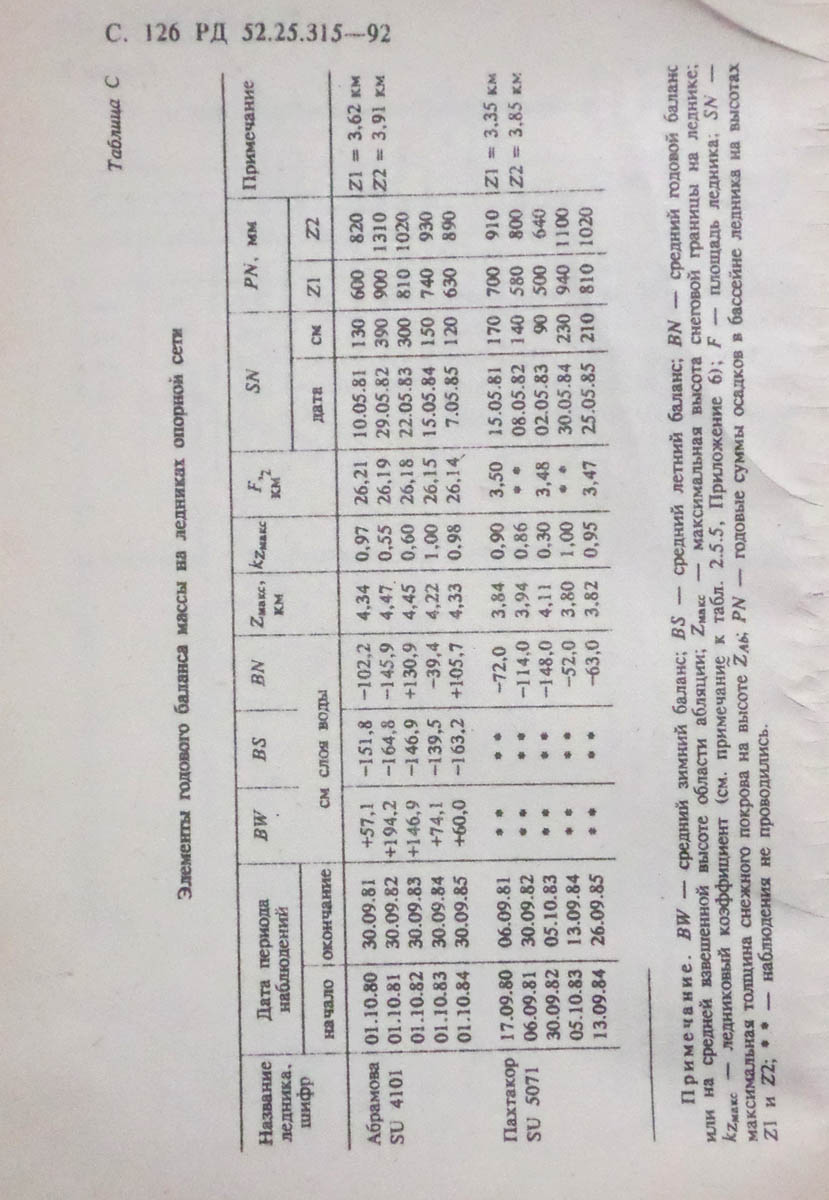 С. 126 РД 52.25.315—92
Таблица С
Элементы годового баланса массы на ледниках опорной сети
Название ледника, шифр | Дата периода наблюдений | BW | BS | BN | Zмакс, км | kZмакс | F, км² | SN | PN, мм | Примечание
начало | окончание | см слоя воды | дата | см | Z1 | Z2
Абрамова | 01.10.80 | 30.09.81 | +57,1 | −151,8 | −102,2 | 4,34 | 0,97 | 26,21 | 10.05.81 | 130 | 600 | 820 | Z1 = 3,62 км
SU 4101 | 01.10.81 | 30.09.82 | +194,2 | −164,8 | −145,9 | 4,47 | 0,55 | 26,19 | 29.05.82 | 390 | 900 | 1310 | Z2 = 3,91 км
01.10.82 | 30.09.83 | +146,9 | −146,9 | +130,9 | 4,45 | 0,60 | 26,18 | 22.05.83 | 300 | 810 | 1020
01.10.83 | 30.09.84 | +74,1 | −139,5 | −39,4 | 4,22 | 1,00 | 26,15 | 15.05.84 | 150 | 740 | 930
01.10.84 | 30.09.85 | +60,0 | −163,2 | +105,7 | 4,33 | 0,98 | 26,14 | 7.05.85 | 120 | 630 | 890
Пахтакор | 17.09.80 | 06.09.81 | * * | * * | −72,0 | 3,84 | 0,90 | 3,50 | 15.05.81 | 170 | 700 | 910 | Z1 = 3,35 км
SU 5071 | 06.09.81 | 30.09.82 | * * | * * | −114,0 | 3,94 | 0,86 | * * | 08.05.82 | 140 | 580 | 800 | Z2 = 3,85 км
30.09.82 | 05.10.83 | * * | * * | −148,0 | 4,11 | 0,30 | 3,48 | 02.05.83 | 90 | 500 | 640
05.10.83 | 13.09.84 | * * | * * | −52,0 | 3,80 | 1,00 | * * | 30.05.84 | 230 | 940 | 1100
13.09.84 | 26.09.85 | * * | * * | −63,0 | 3,82 | 0,95 | 3,47 | 25.05.85 | 210 | 810 | 1020
Примечание. BW — средний зимний баланс; BS — средний летний баланс; BN — средний годовой баланс
или на средней взвешенной высоте области абляции; Zмакс — максимальная высота снеговой границы на леднике;
kZмакс — ледниковый коэффициент (см. примечание к табл. 2.5.5, Приложение 6); F — площадь ледника; SN —
максимальная толщина снежного покрова на высоте Zль; PN — годовые суммы осадков в бассейне ледника на высотах
Z1 и Z2; * * — наблюдения не проводились.